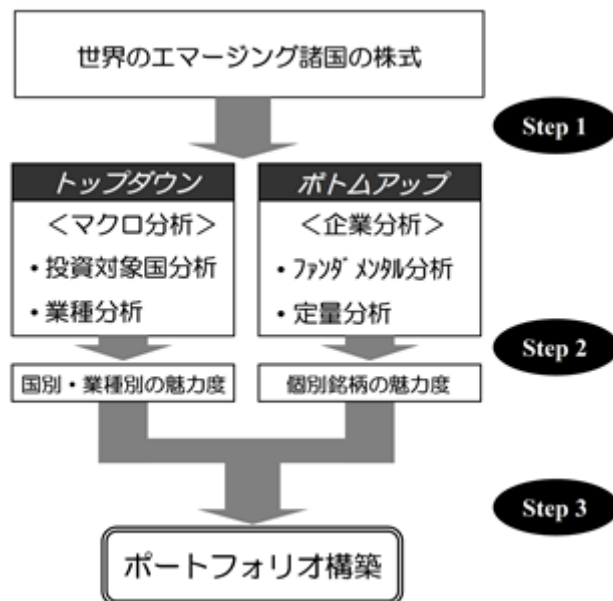 世界のエマージング諸国の株式
Step 1
トップダウン
<マクロ分析>
・投資対象国分析
・業種分析
ボトムアップ
<企業分析>
・ファンダメンタル分析
・定量分析
Step 2
国別・業種別の魅力度
個別銘柄の魅力度
Step 3
ポートフォリオ構築